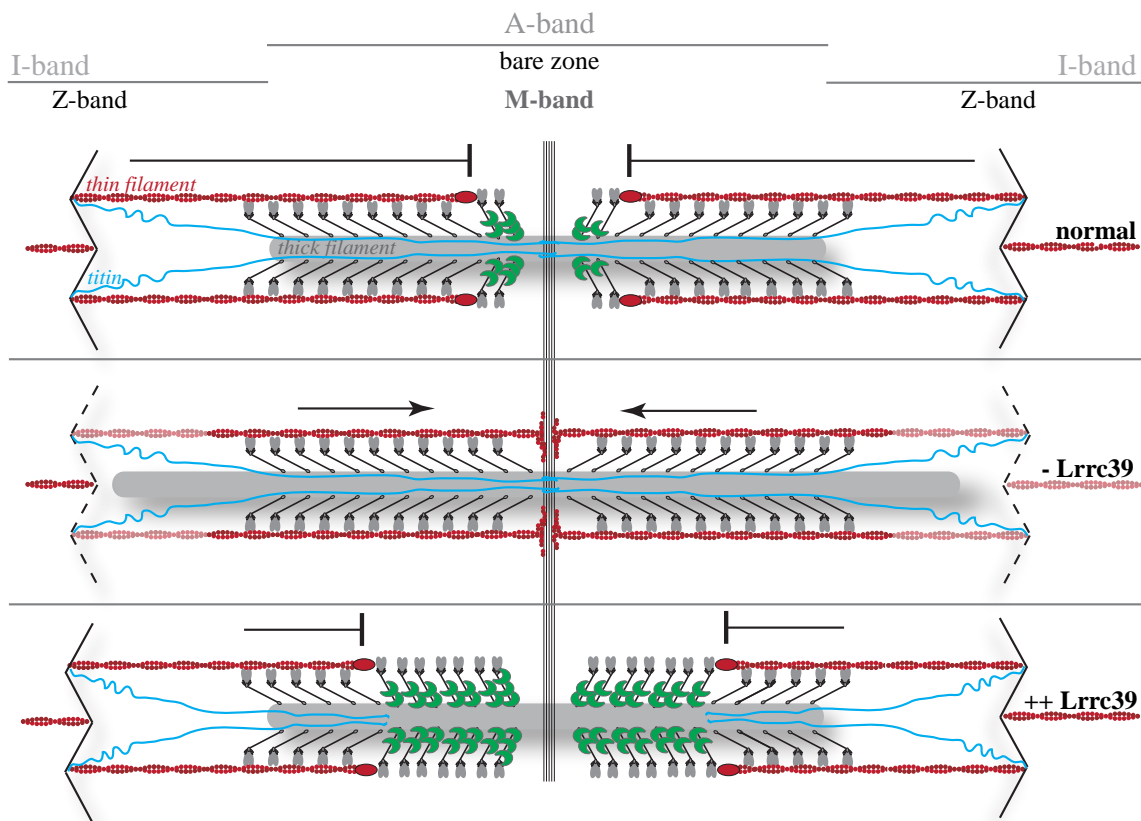 A-band
bare zone
I-band
I-band
Z-band
M-band
Z-band
thin filament
normal
thick filament
titin
- Lrrc39
++ Lrrc39